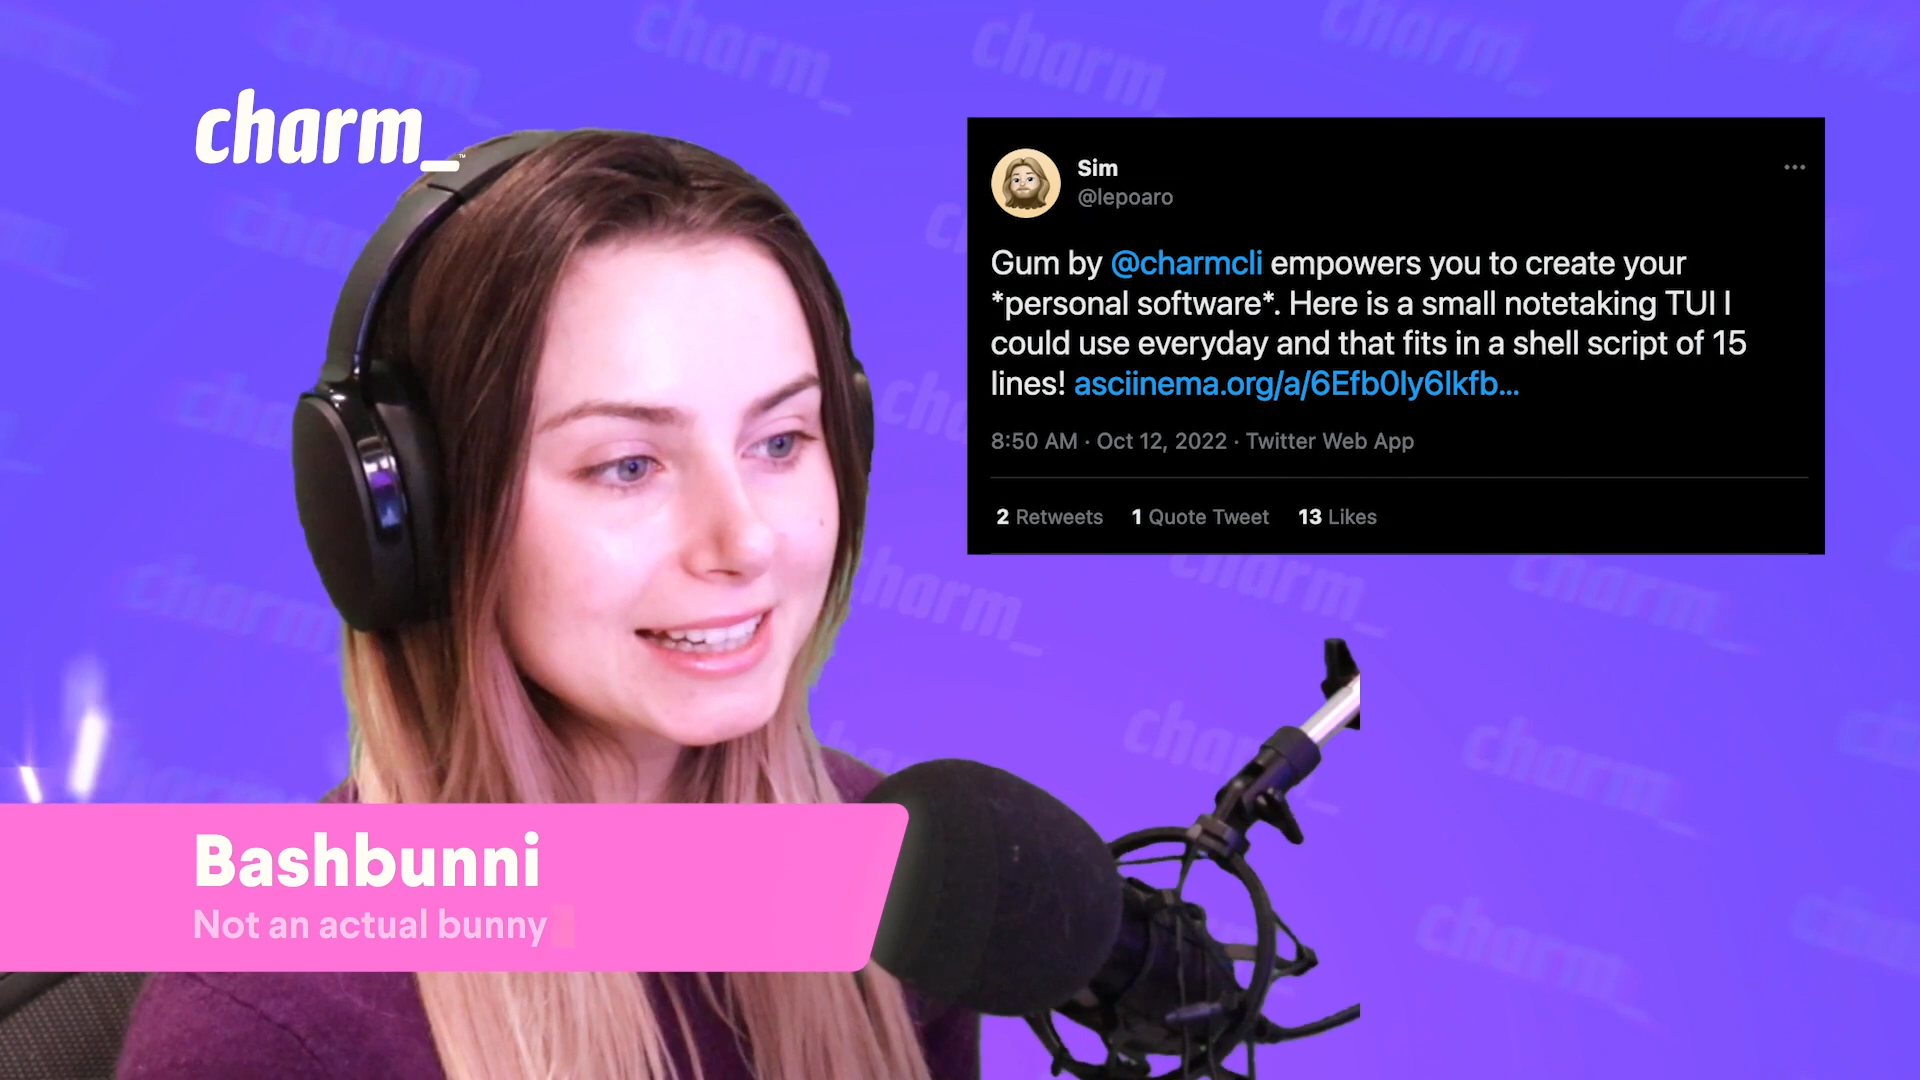 charm_™
Sim
@lepoaro
Gum by @charmcli empowers you to create your
*personal software*. Here is a small notetaking TUI I
could use everyday and that fits in a shell script of 15
lines! asciinema.org/a/6Efb0Iy6lkfb…
8:50 AM · Oct 12, 2022 · Twitter Web App
2 Retweets 1 Quote Tweet 13 Likes
Bashbunni
Not an actual bunny